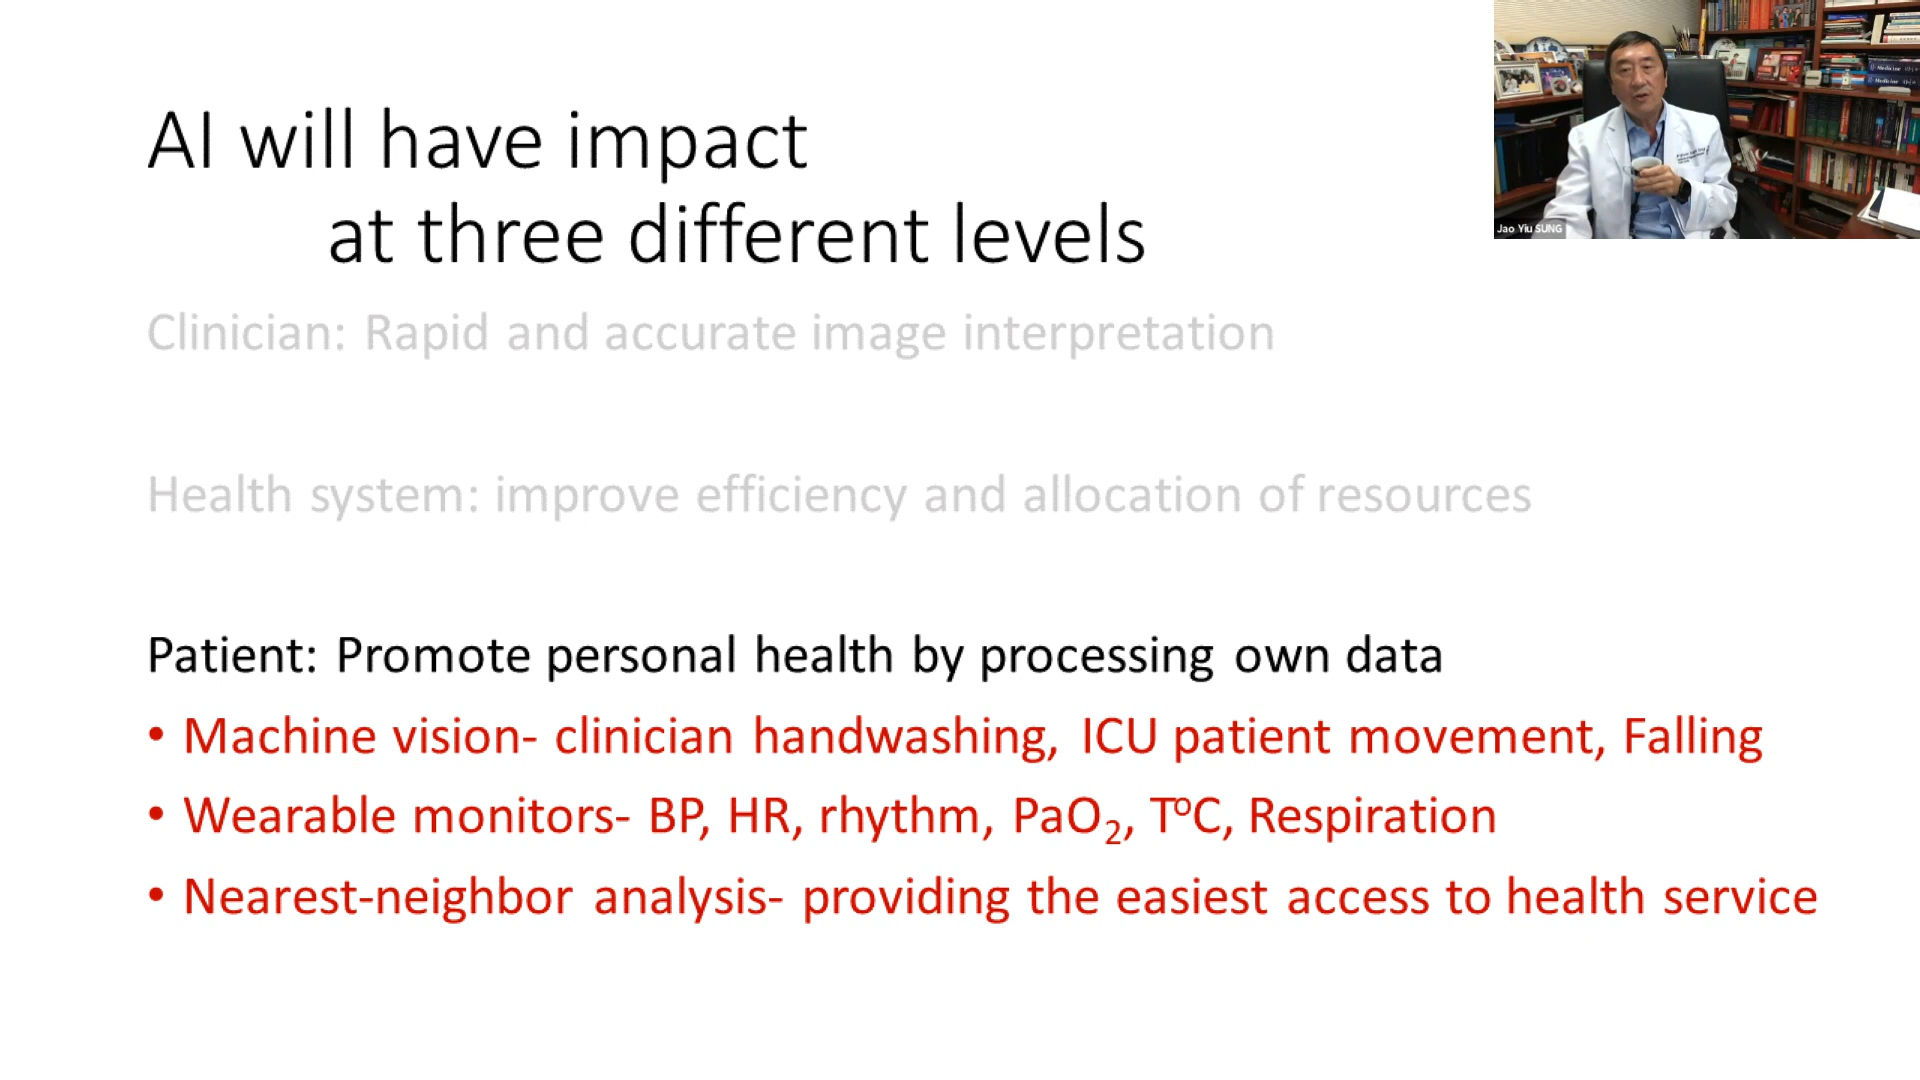 AI will have impact
at three different levels
Clinician: Rapid and accurate image interpretation
Health system: improve efficiency and allocation of resources
Patient: Promote personal health by processing own data
• Machine vision- clinician handwashing, ICU patient movement, Falling
• Wearable monitors- BP, HR, rhythm, PaO₂, TºC, Respiration
• Nearest-neighbor analysis- providing the easiest access to health service
Jao Yiu SUNG
Medicine
Medicine